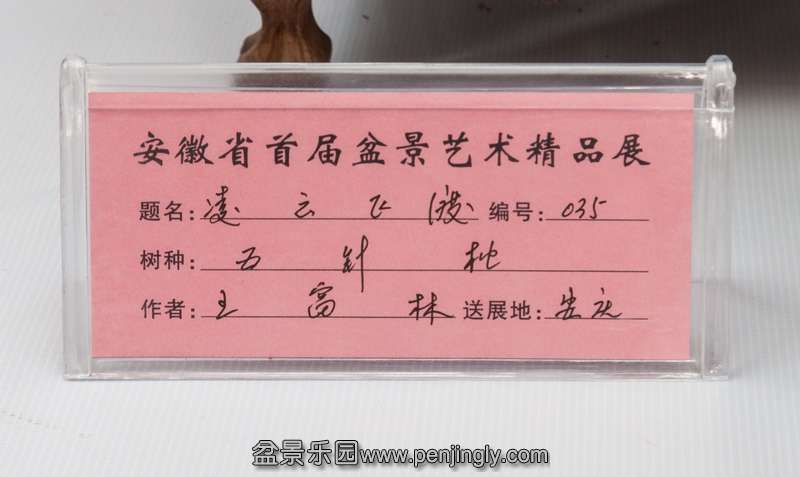 安徽省首届盆景艺术精品展
题名:凌云飞渡 编号:035
树种:五针松
作者:王富林 送展地:安庆
盆景乐园www.penjingly.com